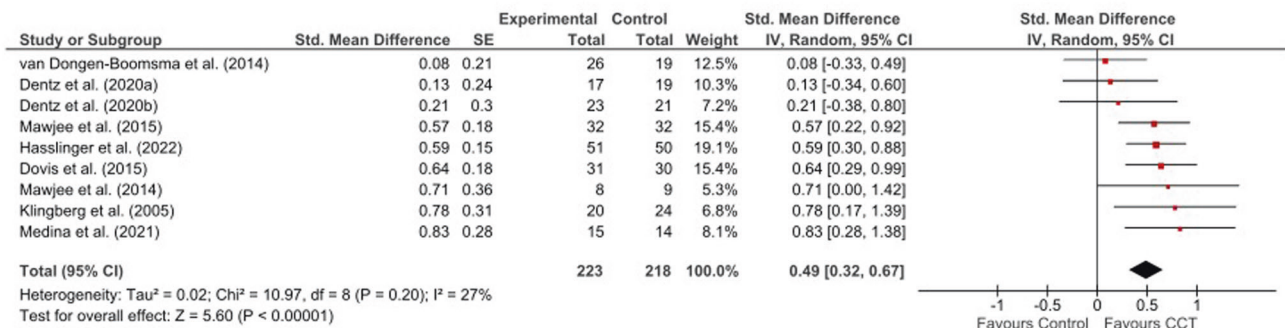 Experimental Control Std. Mean Difference Std. Mean Difference
Study or Subgroup Std. Mean Difference SE Total Total Weight IV, Random, 95% CI IV, Random, 95% CI
van Dongen-Boomsma et al. (2014) 0.08 0.21 26 19 12.5% 0.08 [-0.33, 0.49]
Dentz et al. (2020a) 0.13 0.24 17 19 10.3% 0.13 [-0.34, 0.60]
Dentz et al. (2020b) 0.21 0.3 23 21 7.2% 0.21 [-0.38, 0.80]
Mawjee et al. (2015) 0.57 0.18 32 32 15.4% 0.57 [0.22, 0.92]
Hasslinger et al. (2022) 0.59 0.15 51 50 19.1% 0.59 [0.30, 0.88]
Dovis et al. (2015) 0.64 0.18 31 30 15.4% 0.64 [0.29, 0.99]
Mawjee et al. (2014) 0.71 0.36 8 9 5.3% 0.71 [0.00, 1.42]
Klingberg et al. (2005) 0.78 0.31 20 24 6.8% 0.78 [0.17, 1.39]
Medina et al. (2021) 0.83 0.28 15 14 8.1% 0.83 [0.28, 1.38]
Total (95% CI) 223 218 100.0% 0.49 [0.32, 0.67]
Heterogeneity: Tau² = 0.02; Chi² = 10.97, df = 8 (P = 0.20); I² = 27%
Test for overall effect: Z = 5.60 (P < 0.00001)
-1 -0.5 0 0.5 1
Favours Control Favours CCT